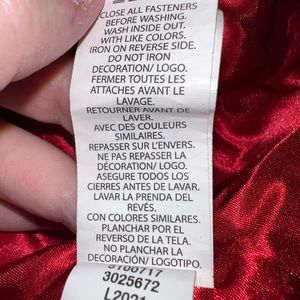 CLOSE ALL FASTENERS
BEFORE WASHING.
WASH INSIDE OUT.
WITH LIKE COLORS.
IRON ON REVERSE SIDE.
DO NOT IRON
DECORATION/ LOGO.
FERMER TOUTES LES
ATTACHES AVANT LE
LAVAGE.
RETOURNER AVANT DE
LAVER.
AVEC DES COULEURS
SIMILAIRES.
REPASSER SUR L'ENVERS.
NE PAS REPASSER LA
DÉCORATION/ LOGO.
ASEGURE TODOS LOS
CIERRES ANTES DE LAVAR.
LAVAR LA PRENDA DEL
REVÉS.
CON COLORES SIMILARES.
PLANCHAR POR EL
REVERSO DE LA TELA.
NO PLANCHAR LA
DECORACIÓN/ LOGOTIPO.
3025672